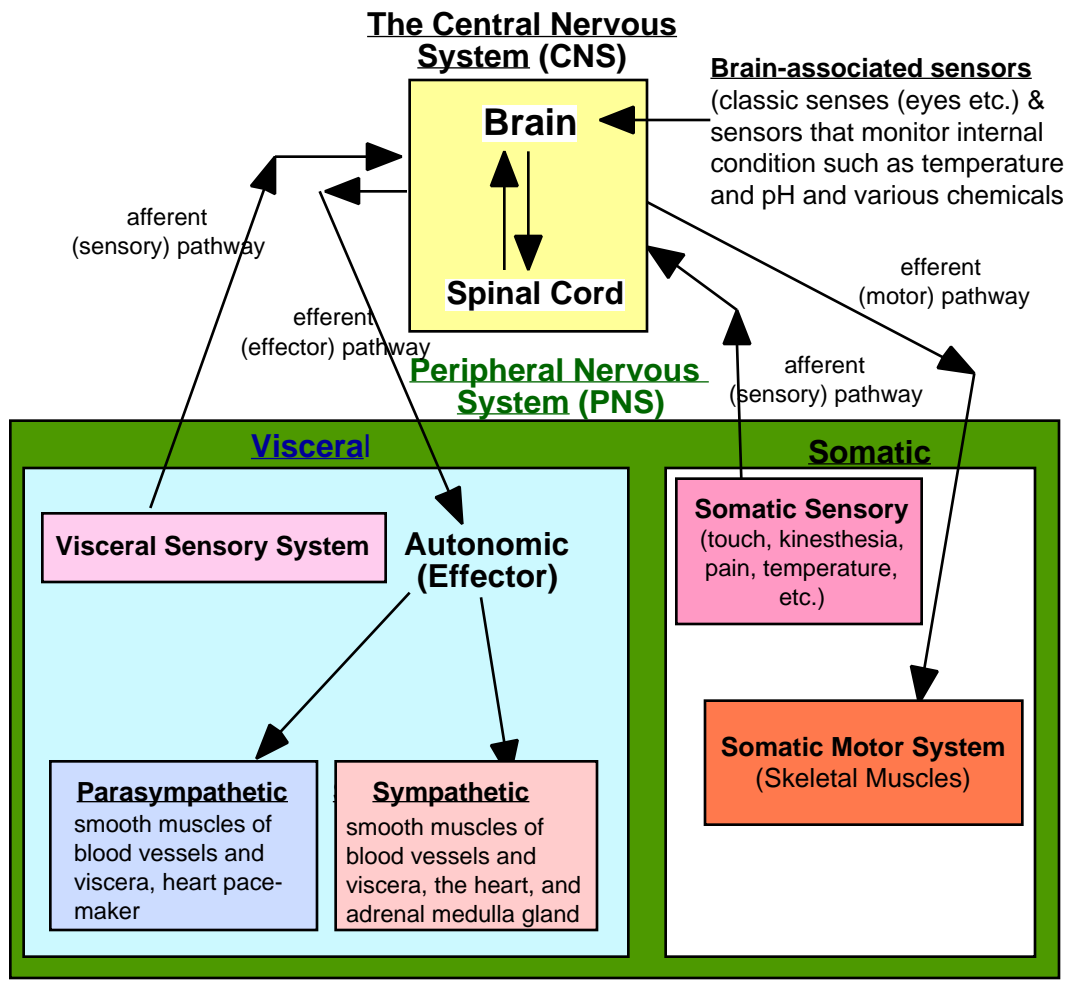 The Central Nervous
System (CNS)
Brain-associated sensors
(classic senses (eyes etc.) &
sensors that monitor internal
condition such as temperature
and pH and various chemicals
Brain
Spinal Cord
afferent
(sensory) pathway
efferent
(effector) pathway
efferent
(motor) pathway
afferent
(sensory) pathway
Peripheral Nervous
System (PNS)
Visceral
Visceral Sensory System
Autonomic
(Effector)
Parasympathetic
smooth muscles of
blood vessels and
viscera, heart pace-
maker
Sympathetic
smooth muscles of
blood vessels and
viscera, the heart, and
adrenal medulla gland
Somatic
Somatic Sensory
(touch, kinesthesia,
pain, temperature,
etc.)
Somatic Motor System
(Skeletal Muscles)